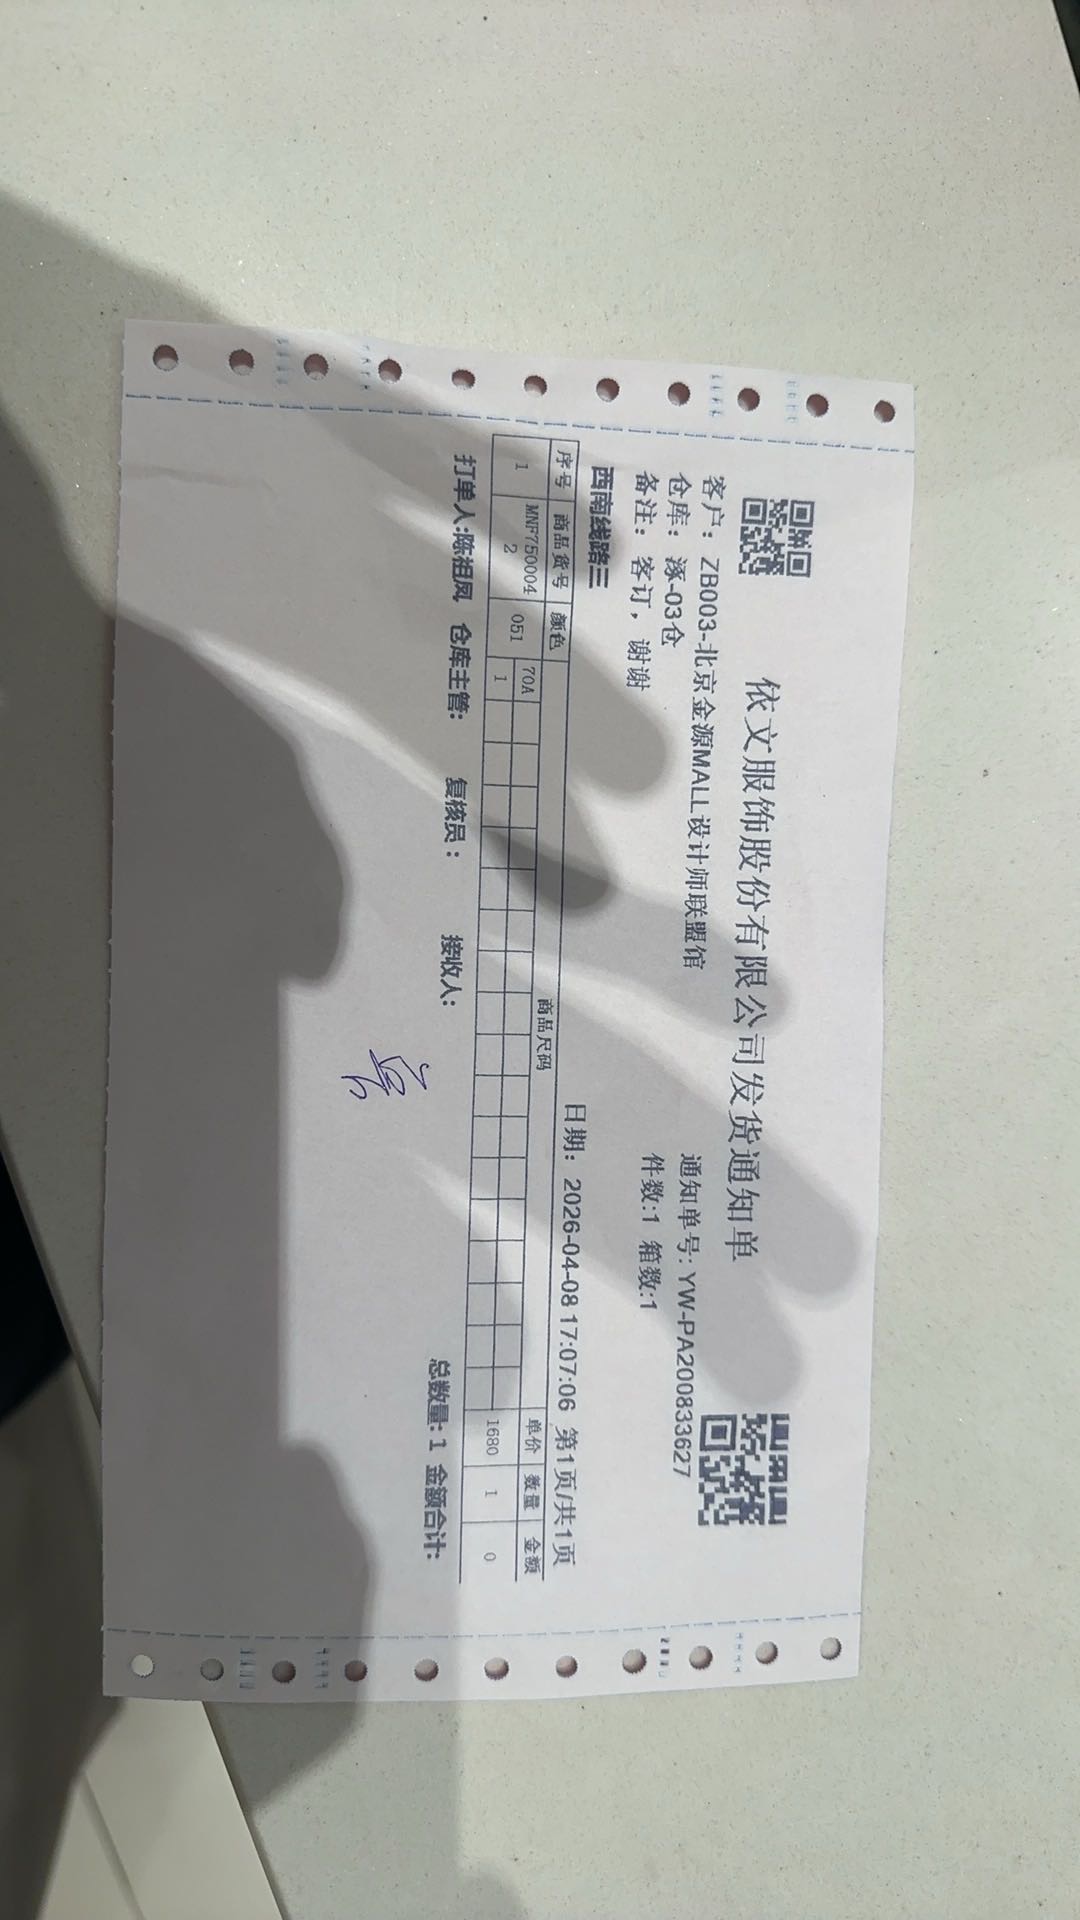 依文服饰股份有限公司发货通知单
客户：ZB003-北京金源MALL设计师联盟馆 通知单号: YW-PA200833627
仓库：涿-03仓 件数:1 箱数:1
备注：客订，谢谢
西南线路三 日期：2026-04-08 17:07:06 第1页/共1页
序号 商品货号 颜色 商品尺码 单价 数量 金额
1 MNF7500042 051 70A 1680 1 0
1
打单人:陈祖凤 仓库主管: 复核员： 接收人: 总数量: 1 金额合计: